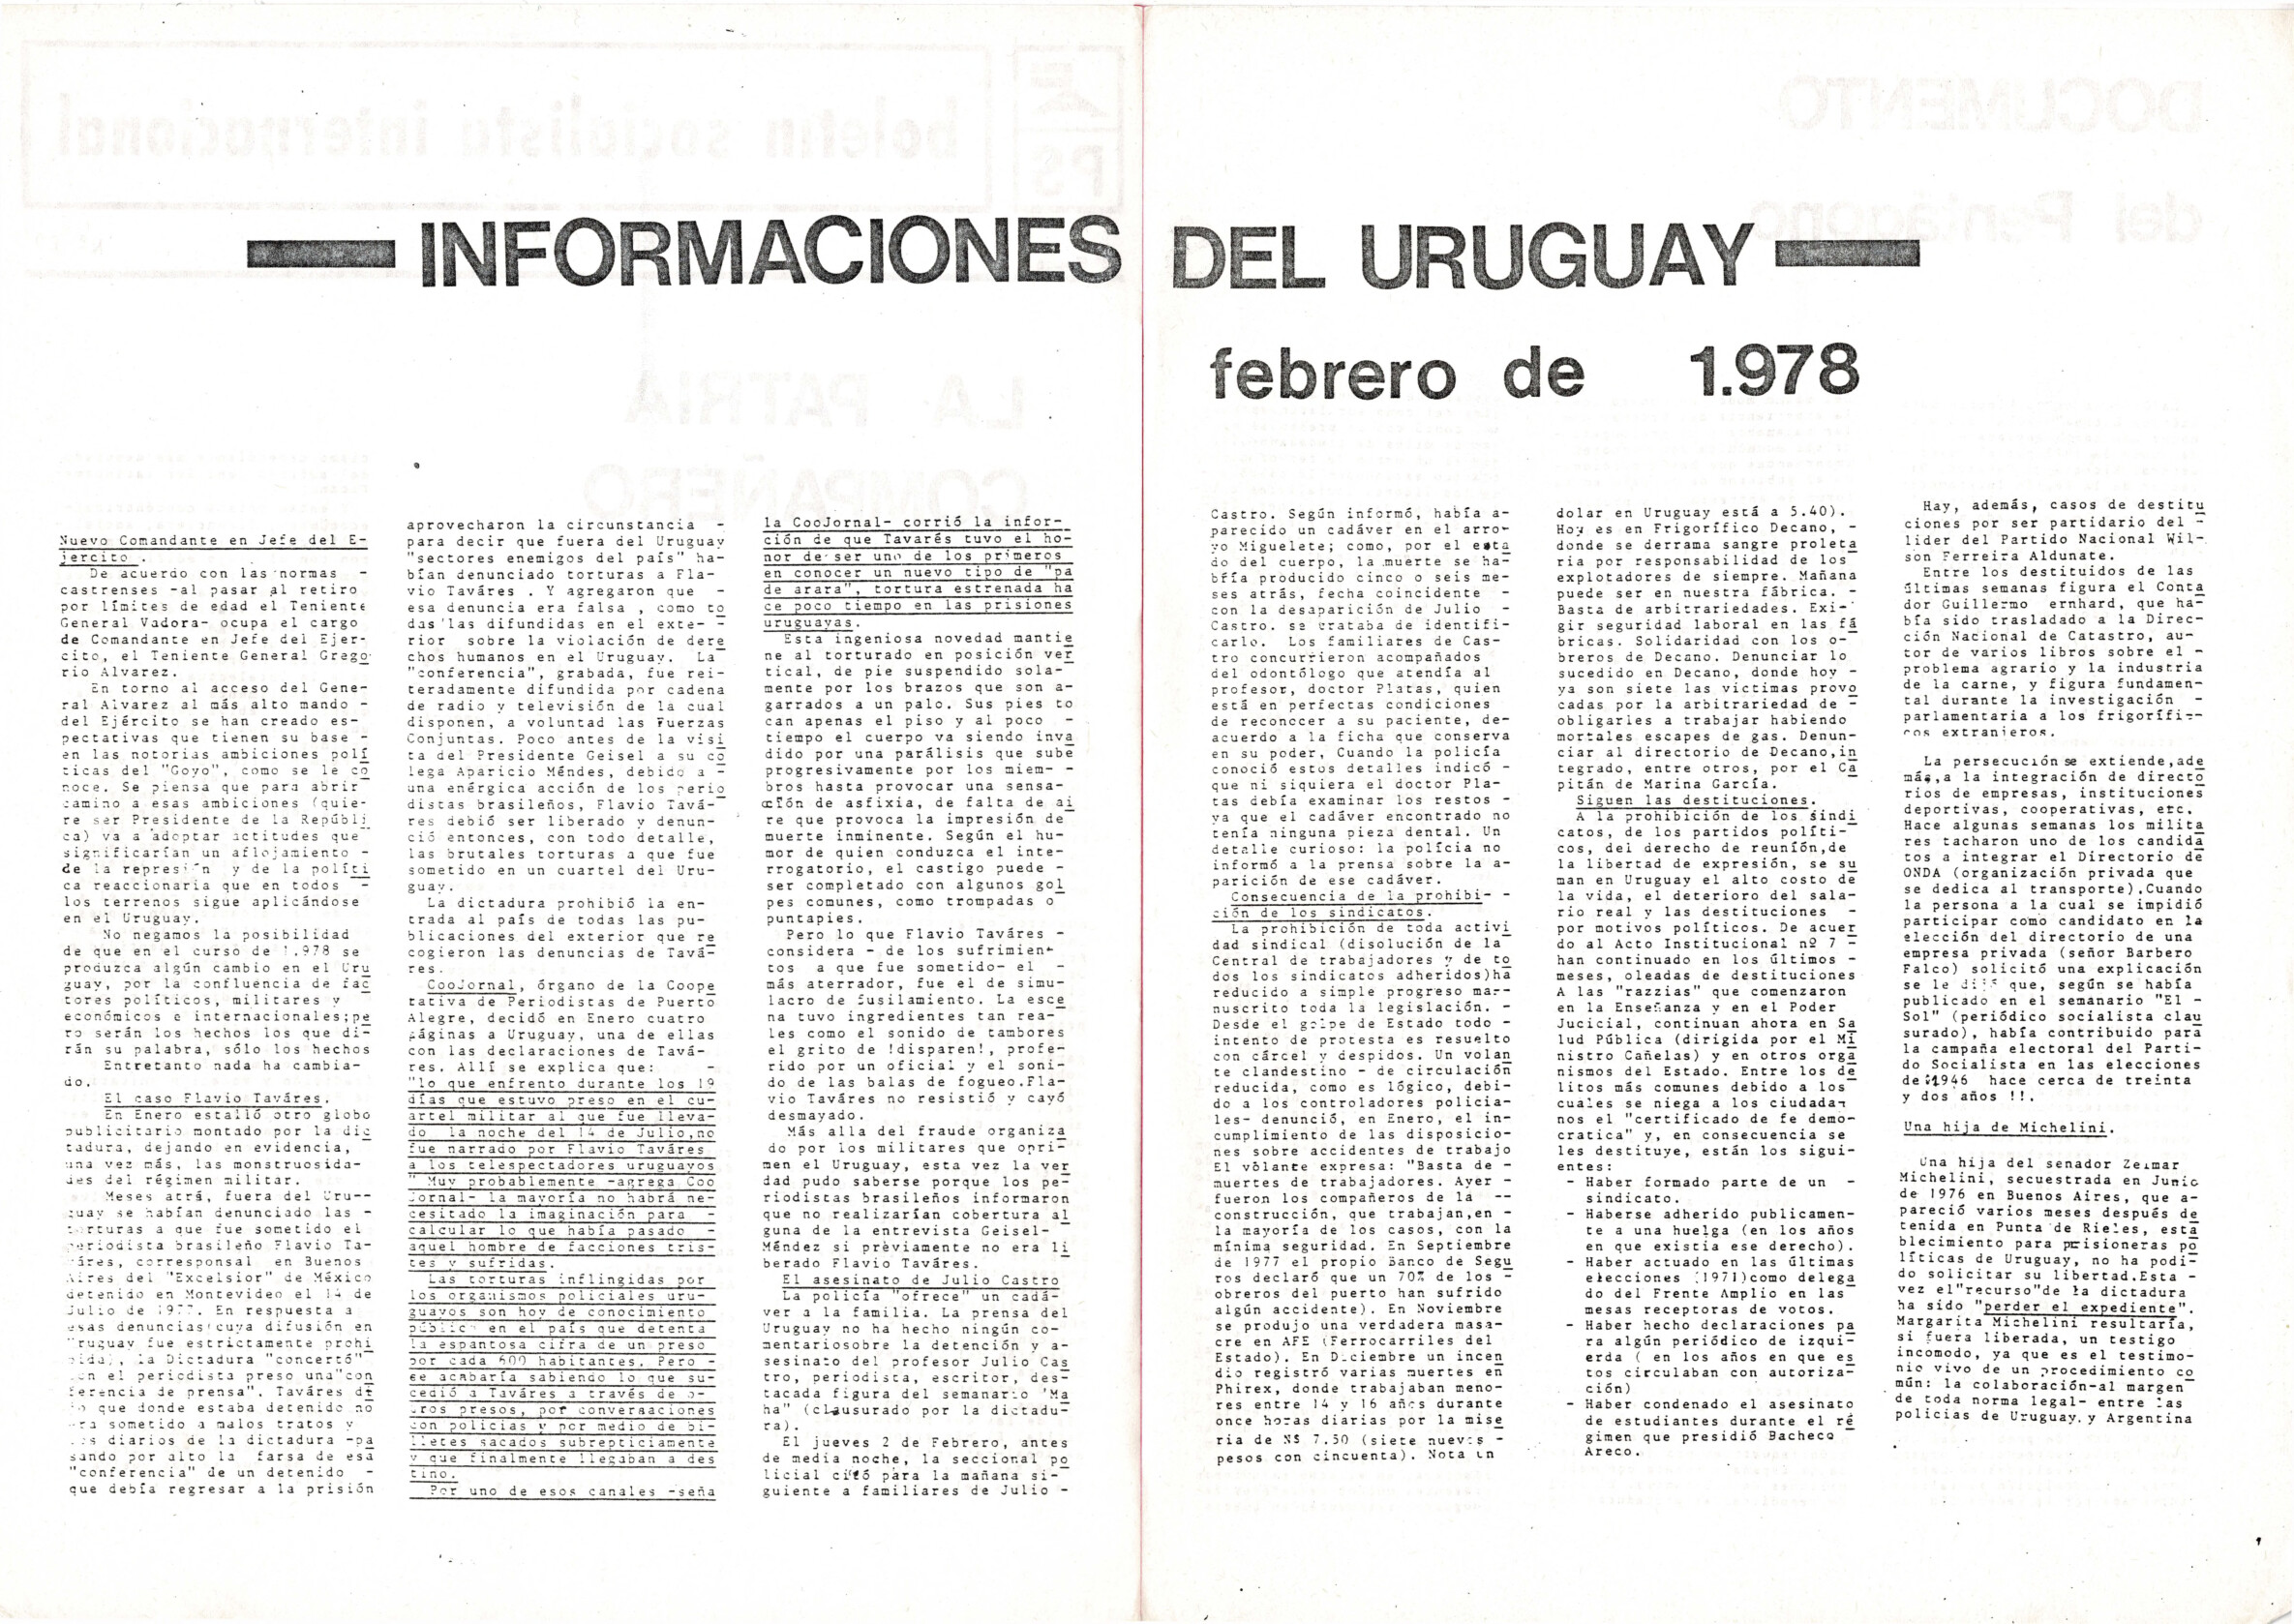 INFORMACIONES DEL URUGUAY
febrero de 1.978
Nuevo Comandante en Jefe del E-
jercito .
De acuerdo con las normas -
castrenses -al pasar al retiro
por límites de edad el Teniente
General Vadora- ocupa el cargo
de Comandante en Jefe del Ejer-
cito, el Teniente General Grego
rio Alvarez.
En torno al acceso del Gene-
ral Alvarez al más alto mando -
del Ejército se han creado es-
pectativas que tienen su base -
en las notorias ambiciones polí
ticas del "Goyo", como se le co
noce. Se piensa que para abrir
camino a esas ambiciones (quie-
re ser Presidente de la Repúbli
ca) va a adoptar actitudes que
significarían un aflojamiento -
de la represión y de la políti
ca reaccionaria que en todos -
los terrenos sigue aplicándose
en el Uruguay.
No negamos la posibilidad
de que en el curso de 1.978 se
produzca algún cambio en el Uru
guay, por la confluencia de fac
tores políticos, militares y
económicos e internacionales;pe
ro serán los hechos los que di-
rán su palabra, sólo los hechos
Entretanto nada ha cambia-
do.
El caso Flavio Taváres.
En Enero estalló otro globo
publicitario montado por la dic
tadura, dejando en evidencia,
una vez más, las monstruosida-
des del régimen militar.
Meses atrá, fuera del Uru--
guay se habían denunciado las -
torturas a que fue sometido el
periodista brasileño Flavio Ta-
váres, corresponsal en Buenos
Aires del "Excelsior" de México
detenido en Montevideo el 14 de
Julio de 1977. En respuesta a
esas denuncias(cuya difusión en
Uruguay fue estrictamente prohi
bida), la Dictadura "concertó"
con el periodista preso una"con
ferencia de prensa". Taváres di
jo que donde estaba detenido no
era sometido a malos tratos y
los diarios de la dictadura -pa
sando por alto la farsa de esa
"conferencia" de un detenido -
que debía regresar a la prisión
aprovecharon la circunstancia -
para decir que fuera del Uruguay
"sectores enemigos del país" ha-
bían denunciado torturas a Fla-
vio Taváres . Y agregaron que -
esa denuncia era falsa , como to
das las difundidas en el exte- -
rior sobre la violación de dere
chos humanos en el Uruguay. La
"conferencia", grabada, fue rei-
teradamente difundida por cadena
de radio y televisión de la cual
disponen, a voluntad las Fuerzas
Conjuntas. Poco antes de la visi
ta del Presidente Geisel a su co
lega Aparicio Méndes, debido a -
una enérgica acción de los perio
distas brasileños, Flavio Tavá-
res debió ser liberado y denun-
ció entonces, con todo detalle,
las brutales torturas a que fue
sometido en un cuartel del Uru-
guay.
La dictadura prohibió la en-
trada al país de todas las pu-
blicaciones del exterior que re
cogieron las denuncias de Tavá-
res.
CooJornal, órgano de la Coope
rativa de Periodistas de Puerto
Alegre, decidó en Enero cuatro
páginas a Uruguay, una de ellas
con las declaraciones de Tavá-
res. Allí se explica que: -
"lo que enfrento durante los 19
días que estuvo preso en el cu-
artel militar al que fue lleva-
do la noche del 14 de Julio,no
fue narrado por Flavio Taváres
a los telespectadores uruguayos
" Muy probablemente -agrega Coo
Jornal- la mayoría no habrá ne-
cesitado la imaginación para -
calcular lo que había pasado -
aquel hombre de facciones tris-
tes y sufridas.
Las torturas inflingidas por
los organismos policiales uru-
guayos son hoy de conocimiento
público en el país que detenta
la espantosa cifra de un preso
por cada 600 habitantes. Pero -
se acabaría sabiendo lo que su-
cedió a Taváres a través de o-
tros presos, por conversaciones
con policias y por medio de bi-
lletes sacados subrepticiamente
y que finalmente llegaban a des
tino.
Por uno de esos canales -seña
la CooJornal- corrió la infor-
ción de que Tavarés tuvo el ho-
nor de ser uno de los primeros
en conocer un nuevo tipo de "pa
de arara", tortura estrenada ha
ce poco tiempo en las prisiones
uruguayas.
Esta ingeniosa novedad mantie
ne al torturado en posición ver
tical, de pie suspendido sola-
mente por los brazos que son a-
garrados a un palo. Sus pies to
can apenas el piso y al poco -
tiempo el cuerpo va siendo inva
dido por una parálisis que sube
progresivamente por los miem- -
bros hasta provocar una sensa-
ción de asfixia, de falta de ai
re que provoca la impresión de
muerte inminente. Según el hu-
mor de quien conduzca el inte-
rrogatorio, el castigo puede -
ser completado con algunos gol
pes comunes, como trompadas o
puntapies.
Pero lo que Flavio Taváres -
considera - de los sufrimien-
tos a que fue sometido- el -
más aterrador, fue el de simu-
lacro de fusilamiento. La esce
na tuvo ingredientes tan rea-
les como el sonido de tambores
el grito de !disparen!, profe-
rido por un oficial y el soni-
do de las balas de fogueo.Fla-
vio Taváres no resistió y cayó
desmayado.
Más alla del fraude organiza
do por los militares que opri-
men el Uruguay, esta vez la ver
dad pudo saberse porque los pe-
riodistas brasileños informaron
que no realizarían cobertura al
guna de la entrevista Geisel-
Méndez si prèviamente no era li
berado Flavio Taváres.
El asesinato de Julio Castro
La policía "ofrece" un cadá-
ver a la familia. La prensa del
Uruguay no ha hecho ningún co-
mentariosobre la detención y a-
sesinato del profesor Julio Cas
tro, periodista, escritor, des-
tacada figura del semanario 'Ma
ha" (clausurado por la dictadu-
ra).
El jueves 2 de Febrero, antes
de media noche, la seccional po
licial citó para la mañana si-
guiente a familiares de Julio -
Castro. Según informó, había a-
parecido un cadáver en el arro-
yo Miguelete; como, por el esta
do del cuerpo, la muerte se ha-
bfía producido cinco o seis me-
ses atrás, fecha coincidente -
con la desaparición de Julio -
Castro. se trataba de identifi-
carlo. Los familiares de Cas-
tro concurrieron acompañados
del odontólogo que atendía al
profesor, doctor Platas, quien
está en perfectas condiciones
de reconccer a su paciente, de-
acuerdo a la ficha que conserva
en su poder, Cuando la policía
conoció estos detalles indicó -
que ni siquiera el doctor Pla-
tas debía examinar los restos -
ya que el cadáver encontrado no
tenía ninguna pieza dental. Un
detalle curioso: la polícia no
informó a la prensa sobre la a-
parición de ese cadáver.
Consecuencia de la prohibi- -
ción de los sindicatos.
La prohibición de toda activi
dad sindical (disolución de la
Central de trabajadores y de to
dos los sindicatos adheridos)ha
reducido a simple progreso ma--
nuscrito toda la legislación. -
Desde el golpe de Estado todo -
intento de protesta es resuelto
con cárcel y despidos. Un volan
te clandestino - de circulación
reducida, como es lógico, debi-
do a los controladores policia-
les- denunció, en Enero, el in-
cumplimiento de las disposicio-
nes sobre accidentes de trabajo
El volante expresa: "Basta de -
muertes de trabajadores. Ayer -
fueron los compañeros de la --
construcción, que trabajan,en -
la mayoría de los casos, con la
mínima seguridad. En Septiembre
de 1977 el propio Banco de Segu
ros declaró que un 70% de los -
obreros del puerto han sufrido
algún accidente). En Noviembre
se produjo una verdadera masa-
cre en AFE (Ferrocarriles del
Estado). En Diciembre un incen
dio registró varias muertes en
Phirex, donde trabajaban meno-
res entre 14 y 16 años durante
once horas diarias por la mise
ria de N$ 7.50 (siete nuevos -
pesos con cincuenta). Nota un
dolar en Uruguay está a 5.40).
Hoy es en Frigorífico Decano, -
donde se derrama sangre proleta
ria por responsabilidad de los
explotadores de siempre. Mañana
puede ser en nuestra fábrica. -
Basta de arbitrariedades. Exi-
gir seguridad laboral en las fá
bricas. Solidaridad con los o-
breros de Decano. Denunciar lo
sucedido en Decano, donde hoy -
ya son siete las victimas provo
cadas por la arbitrariedad de -
obligarles a trabajar habiendo
mortales escapes de gas. Denun-
ciar al directorio de Decano,in
tegrado, entre otros, por el Ca
pitán de Marina García.
Siguen las destituciones.
A la prohibición de los sindi
catos, de los partidos políti-
cos, del derecho de reunión,de
la libertad de expresión, se su
man en Uruguay el alto costo de
la vida, el deterioro del sala-
rio real y las destituciones -
por motivos políticos. De acuer
do al Acto Institucional nº 7 -
han continuado en los últimos -
meses, oleadas de destituciones
A las "razzias" que comenzaron
en la Enseñanza y en el Poder
Jucicial, continuan ahora en Sa
lud Pública (dirigida por el Mi
nistro Cañelas) y en otros orga
nismos del Estado. Entre los de
litos más comunes debido a los
cuales se niega a los ciudada-
nos el "certificado de fe demo-
cratica" y, en consecuencia se
les destituye, están los sigui-
entes:
- Haber formado parte de un -
sindicato.
- Haberse adherido publicamen-
te a una huelga (en los años
en que existia ese derecho).
- Haber actuado en las últimas
elecciones (1971)como delega
do del Frente Amplio en las
mesas receptoras de votos.
- Haber hecho declaraciones pa
ra algún periódico de izqui-
erda ( en los años en que es
tos circulaban con autoriza-
ción)
- Haber condenado el asesinato
de estudiantes durante el ré
gimen que presidió Bacheco
Areco.
Hay, además, casos de destitu
ciones por ser partidario del -
lider del Partido Nacional Wil-
son Ferreira Aldunate.
Entre los destituidos de las
últimas semanas figura el Conta
dor Guillermo ernhard, que ha-
bía sido trasladado a la Direc-
ción Nacional de Catastro, au-
tor de varios libros sobre el -
problema agrario y la industria
de la carne, y figura fundamen-
tal durante la investigación -
parlamentaria a los frigorífi--
cos extranieros.
La persecución se extiende,ade
más,a la integración de directo
rios de empresas, instituciones
deportivas, cooperativas, etc.
Hace algunas semanas los milita
res tacharon uno de los candida
tos a integrar el Directorio de
ONDA (organización privada que
se dedica al transporte).Cuando
la persona a la cual se impidió
participar como candidato en la
elección del directorio de una
empresa privada (señor Barbero
Falco) solicitó una explicación
se le dijo que, según se había
publicado en el semanario "El -
Sol" (periódico socialista clau
surado), había contribuido para
la campaña electoral del Parti-
do Socialista en las elecciones
de 1946 hace cerca de treinta
y dos años !!.
Una hija de Michelini.
Una hija del senador Zelmar
Michelini, secuestrada en Junio
de 1976 en Buenos Aires, que a-
pareció varios meses después de
tenida en Punta de Rieles, esta
blecimiento para prisioneras po
líticas de Uruguay, no ha podi-
do solicitar su libertad.Esta -
vez el"recurso"de la dictadura
ha sido "perder el expediente".
Margarita Michelini resultaría,
si fuera liberada, un testigo
incomodo, ya que es el testimo-
nio vivo de un procedimiento co
mún: la colaboración-al margen
de toda norma legal- entre las
policias de Uruguay.y Argentina